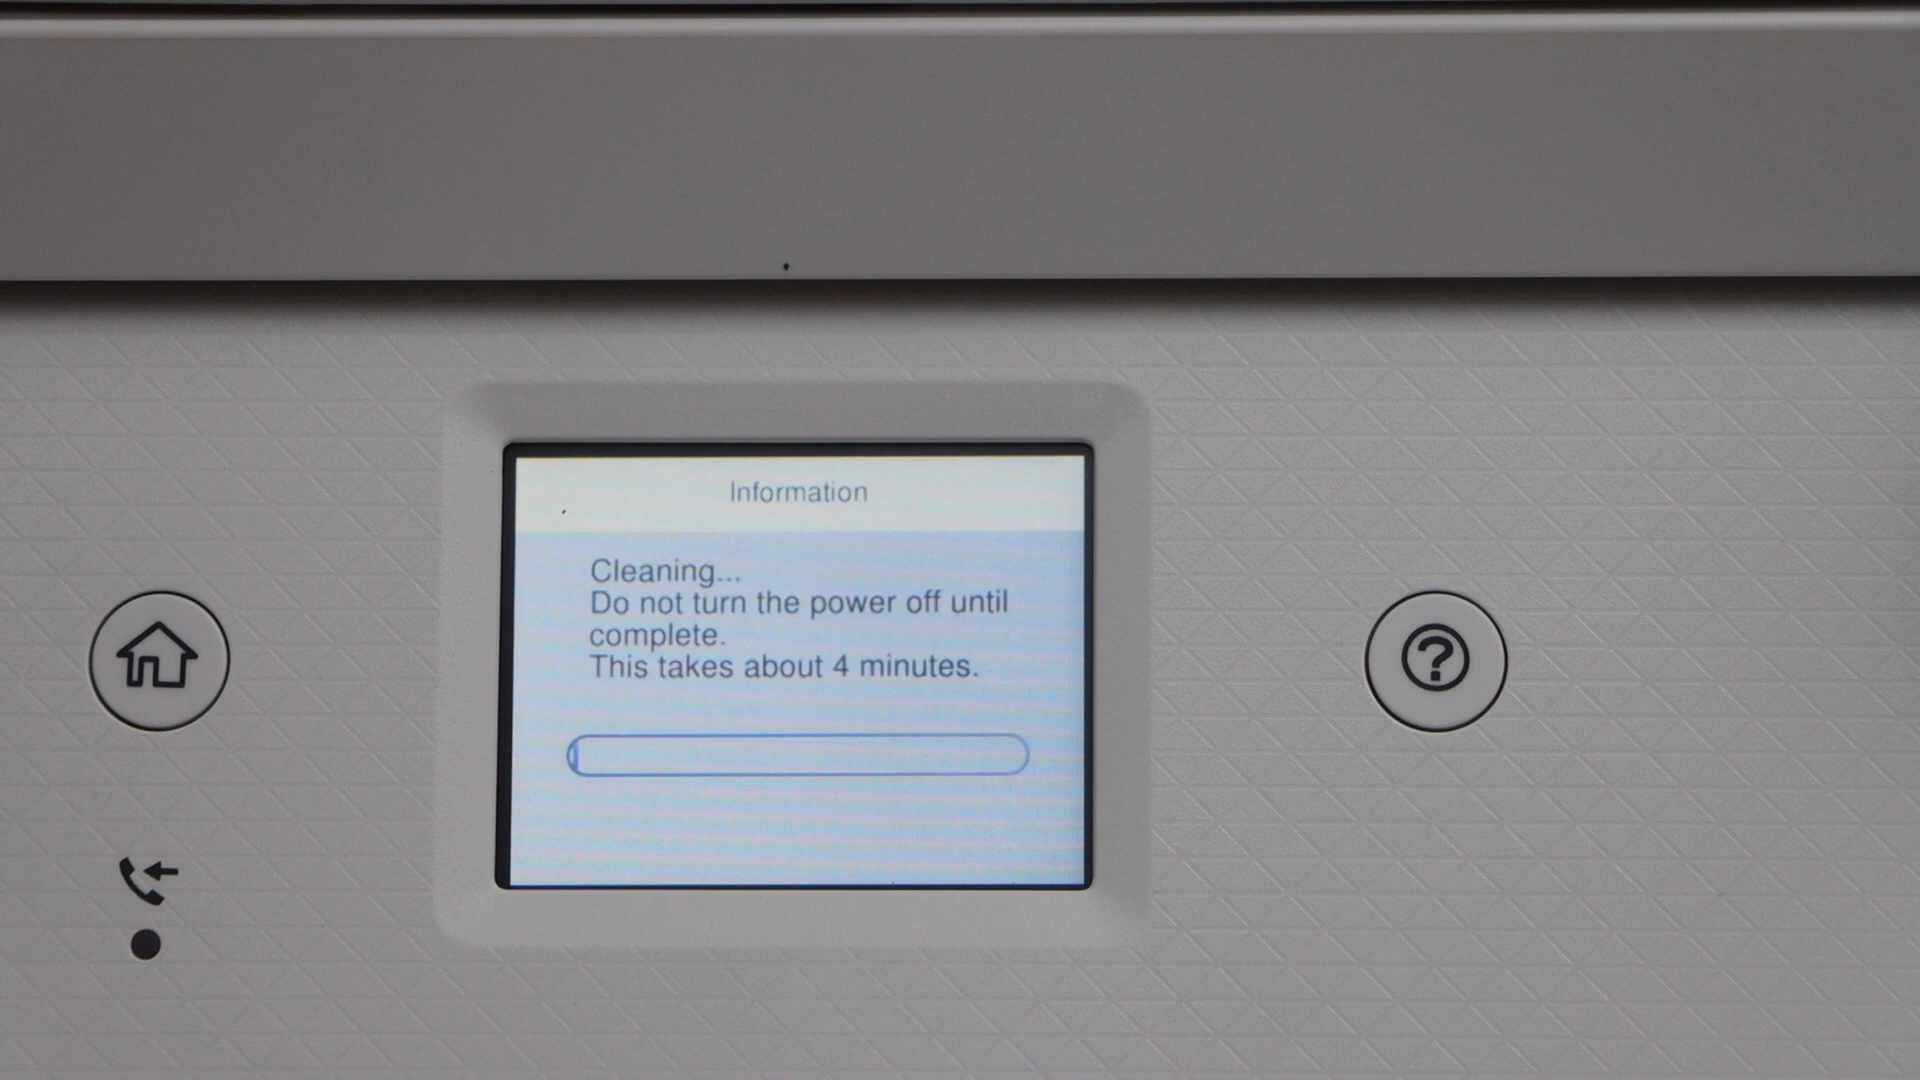 Information
Cleaning...
Do not turn the power off until
complete.
This takes about 4 minutes.